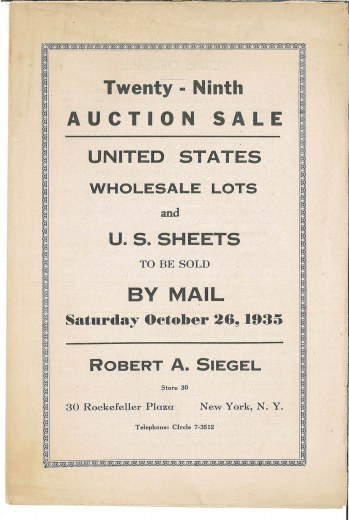 Twenty - Ninth
AUCTION SALE
UNITED STATES
WHOLESALE LOTS
and
U. S. SHEETS
TO BE SOLD
BY MAIL
Saturday October 26, 1935
ROBERT A. SIEGEL
Store 30
30 Rockefeller Plaza New York, N. Y.
Telephone: CIrcle 7-3512